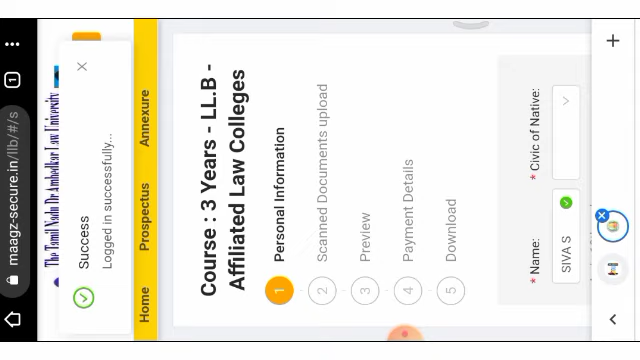 maagz-secure.in/llb/#/s
1
The Tamil Nadu Dr Ambedkar Law University
Success
Logged in successfully...
Home
Prospectus
Annexure
Course : 3 Years - LL.B -
Affiliated Law Colleges
1 Personal Information
2 Scanned Documents upload
3 Preview
4 Payment Details
5 Download
* Name:
* Civic of Native:
SIVA S